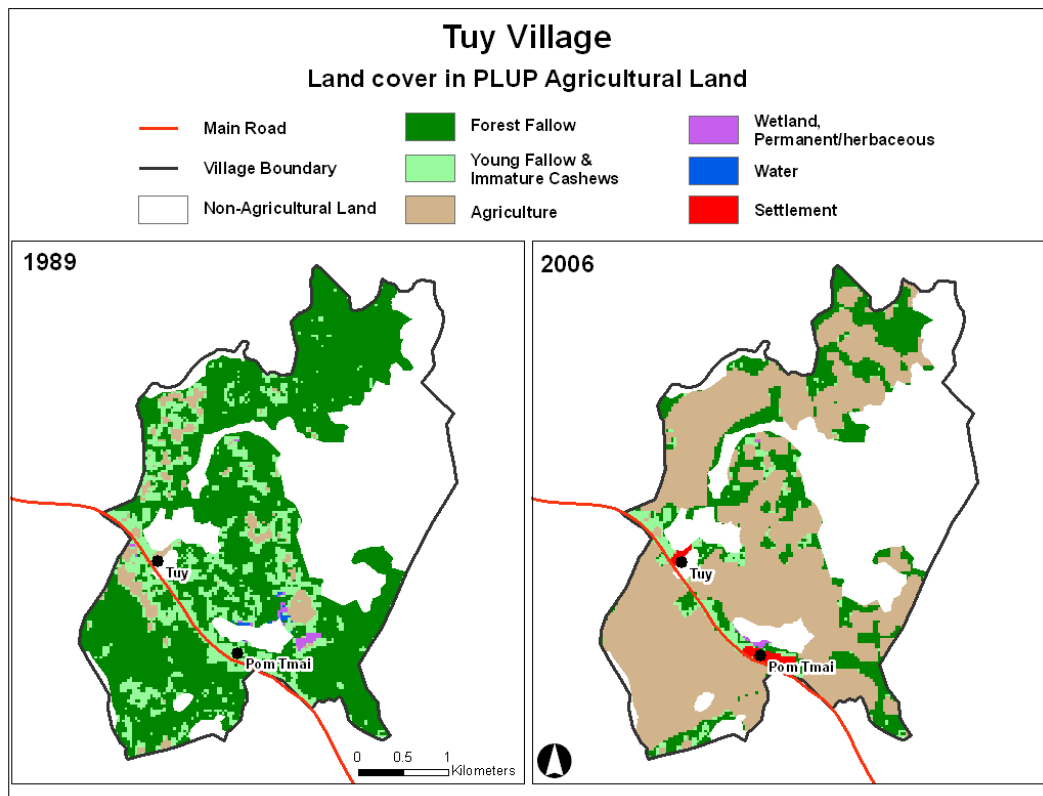 Tuy Village
Land cover in PLUP Agricultural Land
Main Road
Village Boundary
Non-Agricultural Land
Forest Fallow
Young Fallow &
Immature Cashews
Agriculture
Wetland,
Permanent/herbaceous
Water
Settlement
1989
Tuy
Pom Tmai
0 0.5 1
Kilometers
2006
Tuy
Pom Tmai